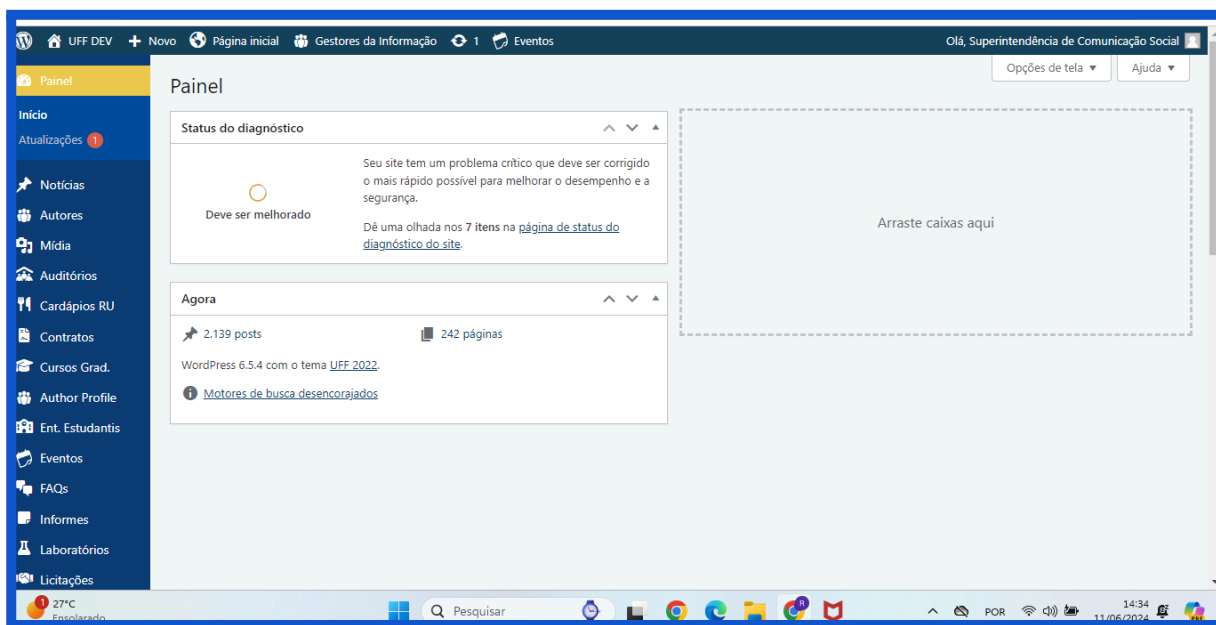 UFF DEV Novo Página inicial Gestores da Informação 1 Eventos Olá, Superintendência de Comunicação Social
Opções de tela Ajuda
Painel
Início
Atualizações 1
Notícias
Autores
Mídia
Auditórios
Cardápios RU
Contratos
Cursos Grad.
Author Profile
Ent. Estudantis
Eventos
FAQs
Informes
Laboratórios
Licitações
Painel
Status do diagnóstico
Deve ser melhorado
Seu site tem um problema crítico que deve ser corrigido
o mais rápido possível para melhorar o desempenho e a
segurança.
Dê uma olhada nos 7 itens na página de status do
diagnóstico do site.
Agora
2.139 posts 242 páginas
WordPress 6.5.4 com o tema UFF 2022.
Motores de busca desencorajados
Arraste caixas aqui
1 27°C
Ensolarado
Pesquisar
POR
14:34
11/06/2024